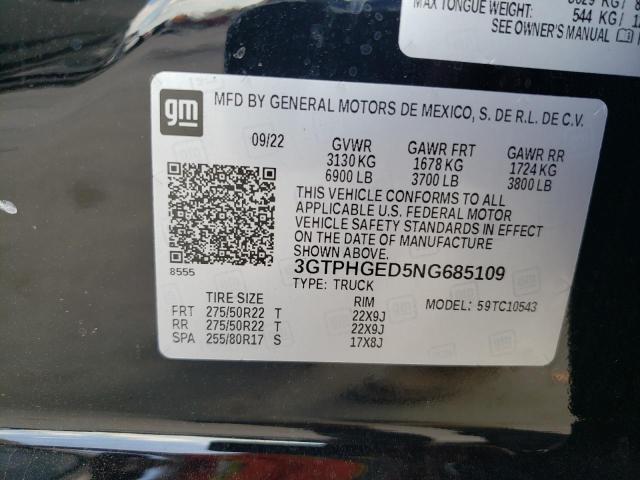 MAX TONGUE WEIGHT:
544 KG /
SEE OWNER'S MANUAL
gm
MFD BY GENERAL MOTORS DE MEXICO, S. DE R.L. DE C.V.
09/22 GVWR GAWR FRT GAWR RR
3130 KG 1678 KG 1724 KG
6900 LB 3700 LB 3800 LB
THIS VEHICLE CONFORMS TO ALL
APPLICABLE U.S. FEDERAL MOTOR
VEHICLE SAFETY STANDARDS IN EFFECT
ON THE DATE OF MANUFACTURE
SHOWN ABOVE.
8555
3GTPHGED5NG685109
TYPE: TRUCK
TIRE SIZE RIM MODEL: 59TC10543
FRT 275/50R22 T 22X9J
RR 275/50R22 T 22X9J
SPA 255/80R17 S 17X8J